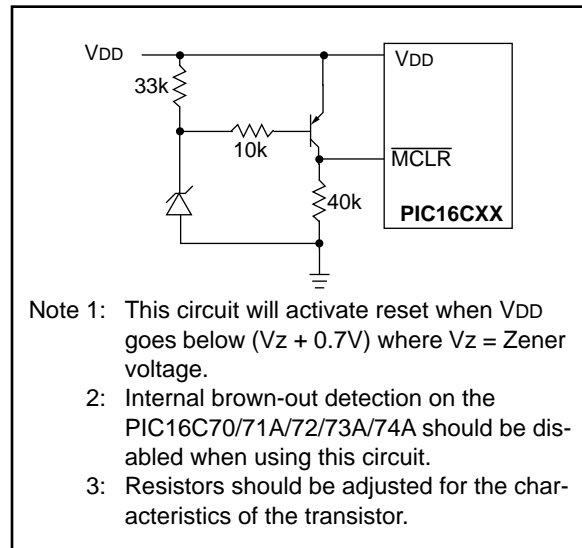 VDD
VDD
33k
10k
MCLR
40k
PIC16CXX
Note 1: This circuit will activate reset when VDD
goes below (Vz + 0.7V) where Vz = Zener
voltage.
2: Internal brown-out detection on the
PIC16C70/71A/72/73A/74A should be dis-
abled when using this circuit.
3: Resistors should be adjusted for the char-
acteristics of the transistor.